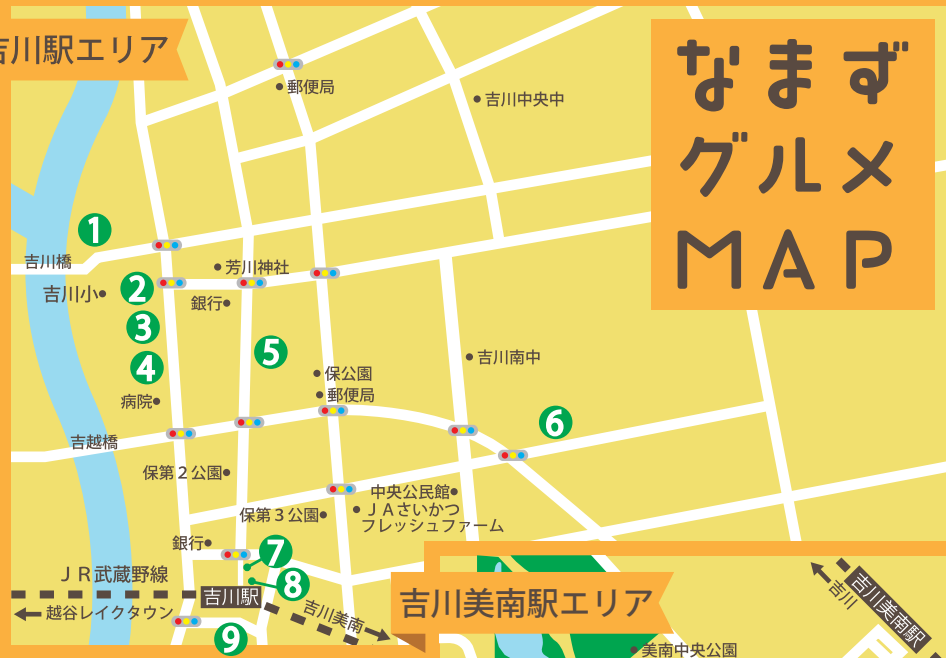 吉川駅エリア
なまず
グルメ
MAP
郵便局
吉川中央中
1
吉川橋
芳川神社
吉川小
2
銀行
3
5
吉川南中
4
保公園
郵便局
病院
6
吉越橋
保第2公園
中央公民館
JAさいかつ
フレッシュファーム
保第3公園
銀行
7
JR武蔵野線
8
吉川駅
越谷レイクタウン
吉川美南
9
吉川美南駅エリア
吉川
吉川美南駅
美南中央公園